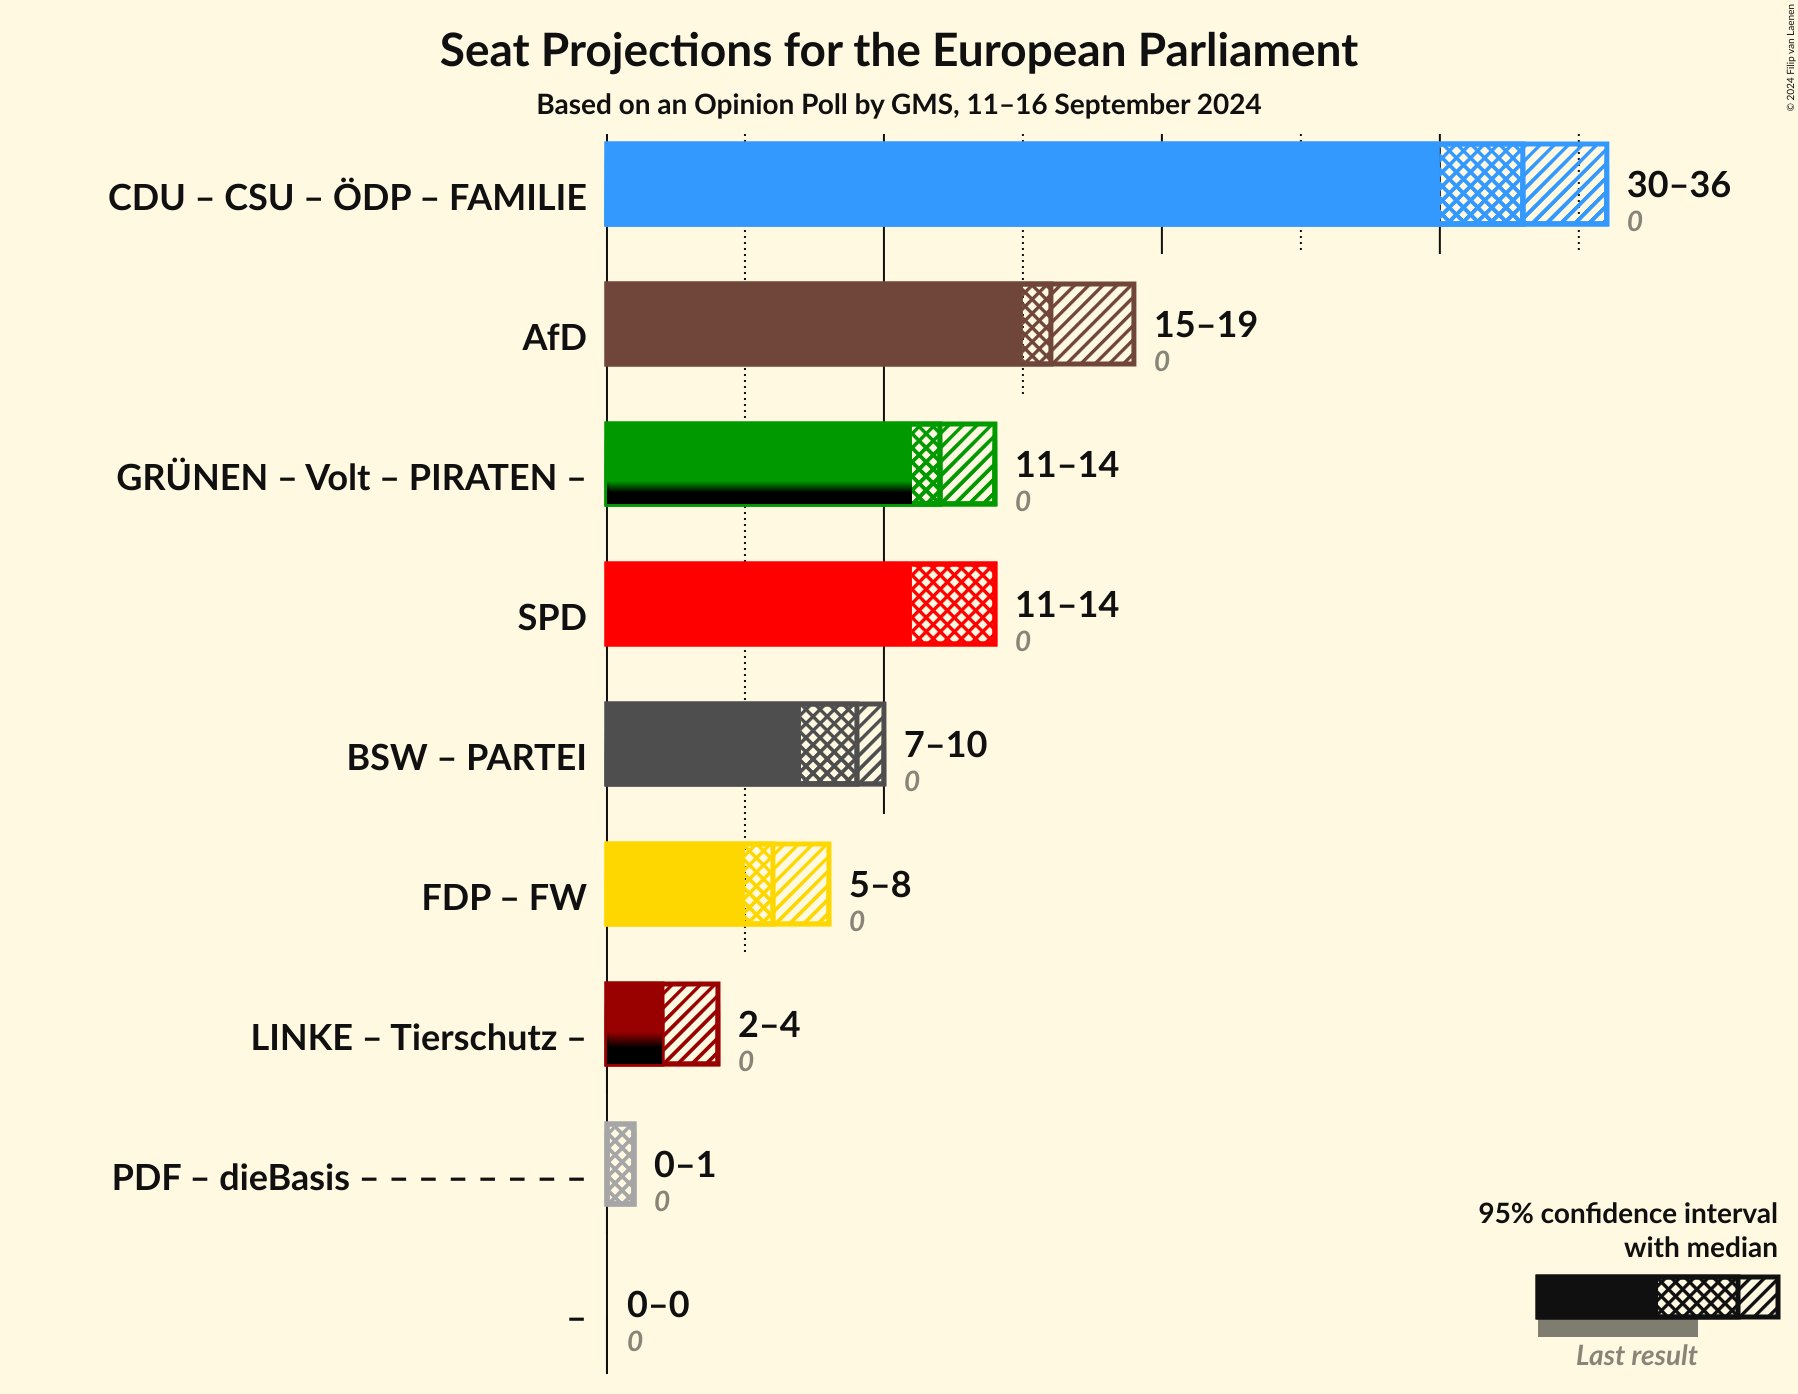 Seat Projections for the European Parliament
Based on an Opinion Poll by GMS, 11–16 September 2024
© 2024 Filip van Laenen
CDU – CSU – ÖDP – FAMILIE
30–36
0
AfD
15–19
0
GRÜNEN – Volt – PIRATEN –
11–14
0
SPD
11–14
0
BSW – PARTEI
7–10
0
FDP – FW
5–8
0
LINKE – Tierschutz –
2–4
0
PDF – dieBasis – – – – – – – –
0–1
0
–
0–0
0
95% confidence interval
with median
Last result